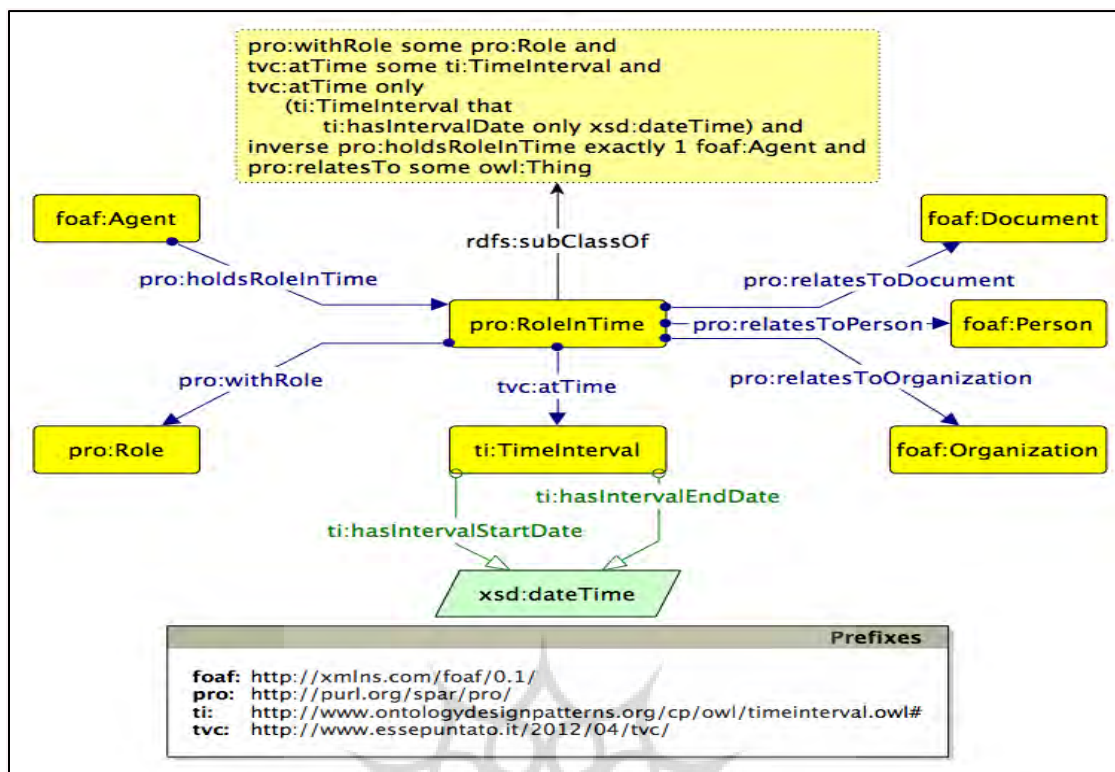 pro:withRole some pro:Role and
tvc:atTime some ti:TimeInterval and
tvc:atTime only
(ti:TimeInterval that
ti:hasIntervalDate only xsd:dateTime) and
inverse pro:holdsRoleInTime exactly 1 foaf:Agent and
pro:relatesTo some owl:Thing
foaf:Agent
foaf:Document
rdfs:subClassOf
pro:holdsRoleInTime
pro:relatesToDocument
pro:RoleInTime
pro:relatesToPerson
foaf:Person
pro:withRole
tvc:atTime
pro:relatesToOrganization
pro:Role
ti:TimeInterval
foaf:Organization
ti:hasIntervalEndDate
ti:hasIntervalStartDate
xsd:dateTime
Prefixes
foaf: http://xmlns.com/foaf/0.1/
pro: http://purl.org/spar/pro/
ti: http://www.ontologydesignpatterns.org/cp/owl/timeinterval.owl#
tvc: http://www.essepuntato.it/2012/04/tvc/